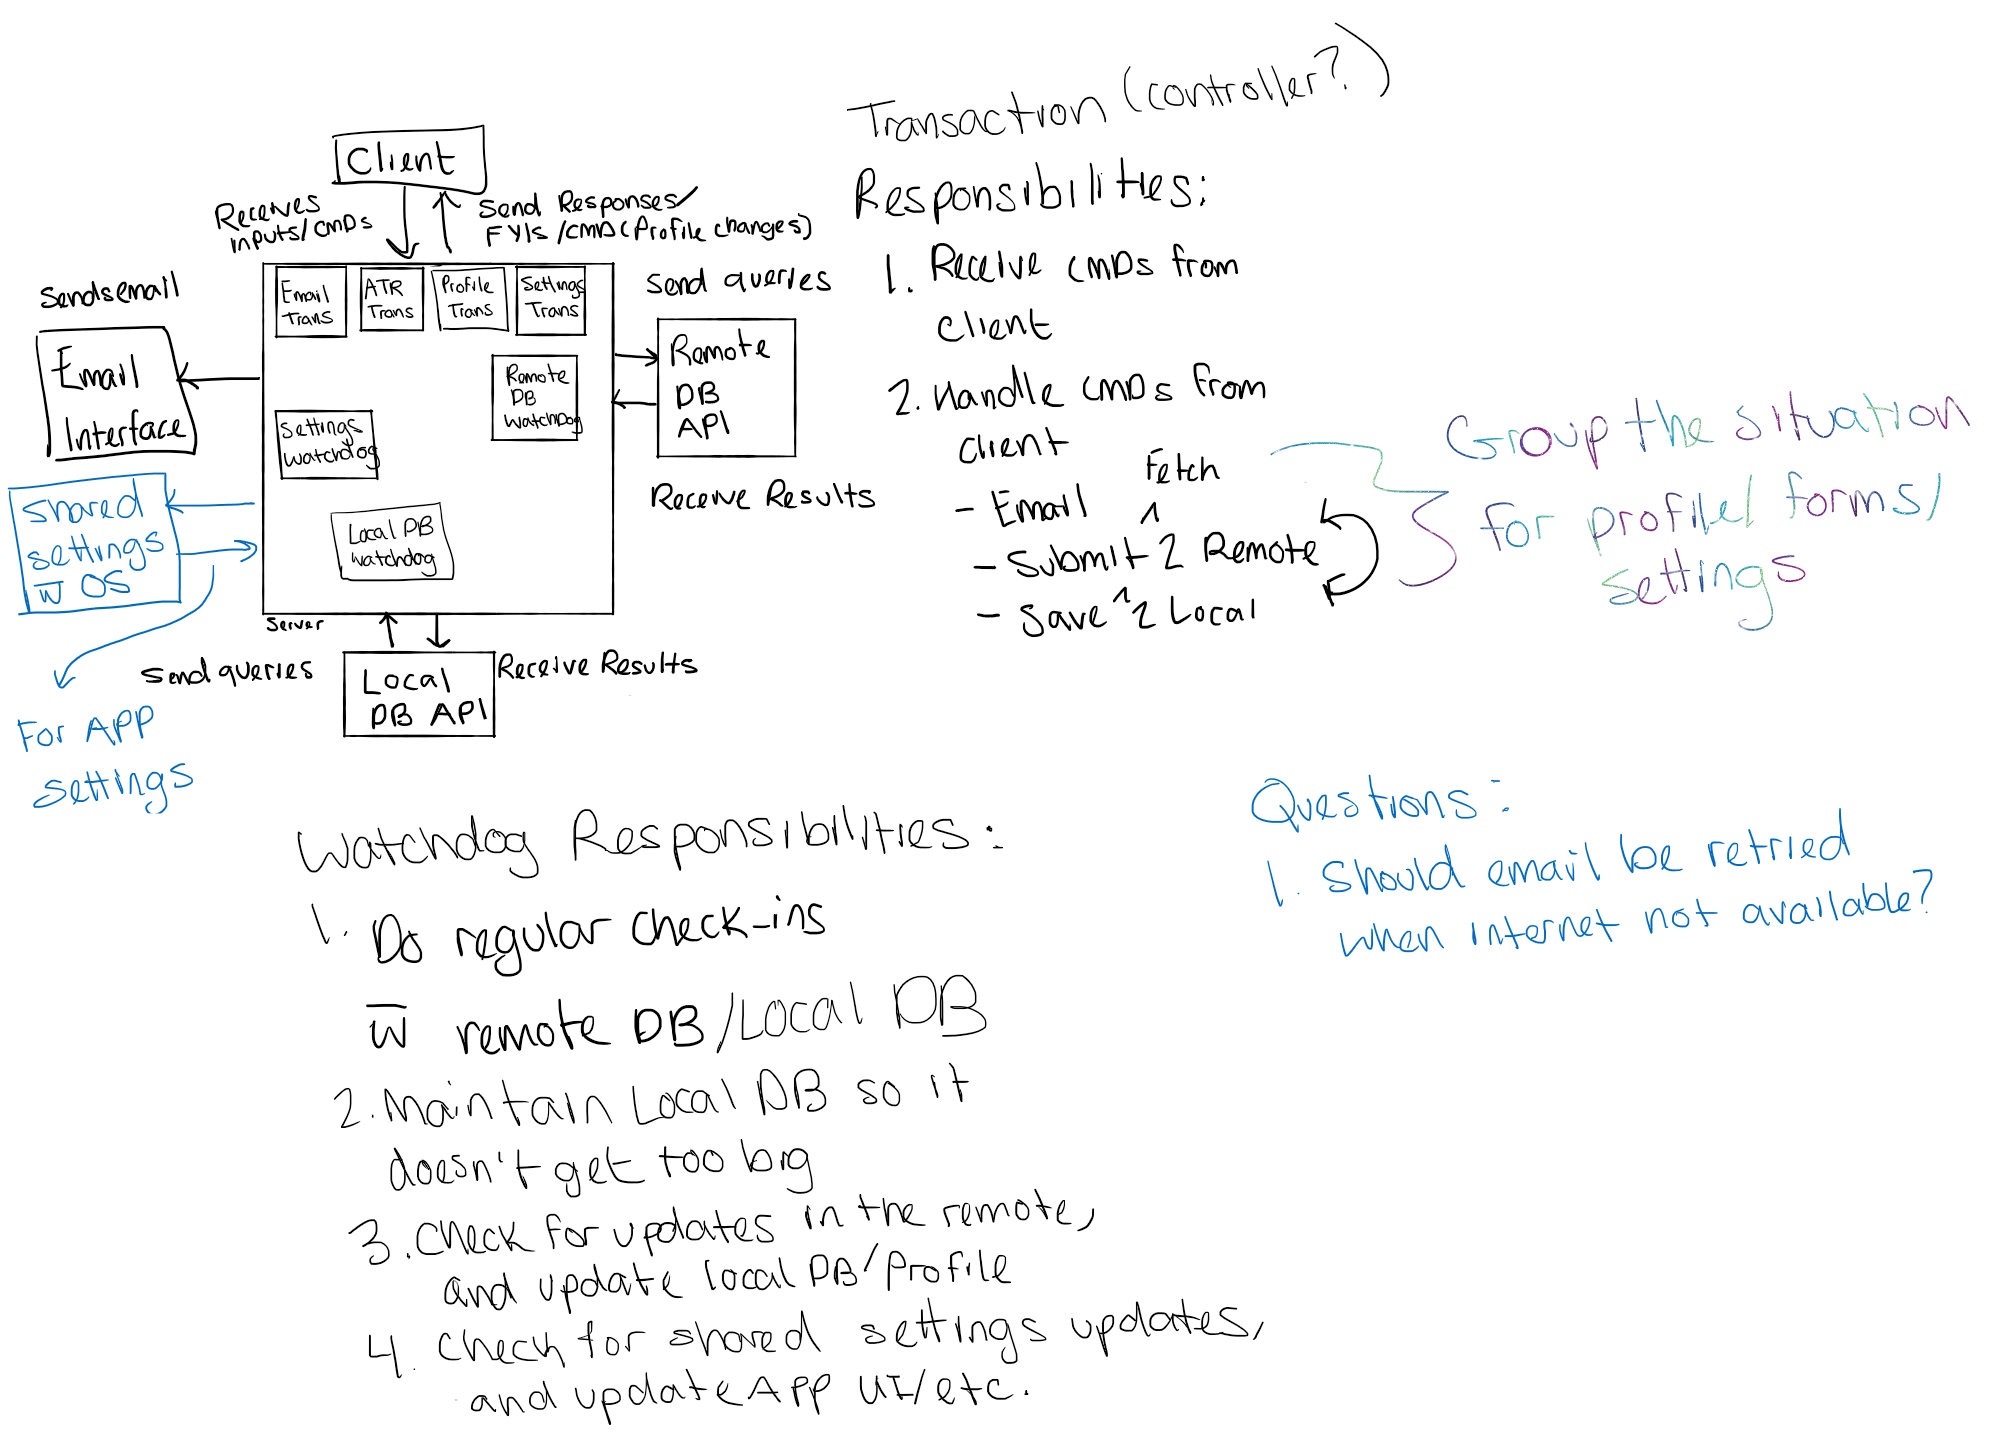 Client
Receives
inputs/CMDs
Send Responses/
FYIs/CMD(Profile changes)
Email
Trans
ATR
Trans
Profile
Trans
Settings
Trans
Remote
DB
WatchDog
Settings
Watchdog
Local DB
Watchdog
Server
Sends email
Email
Interface
Shared
settings
w̅ OS
For APP
settings
Send queries
Remote
DB
API
Receive Results
Send queries
Receive Results
Local
DB API
Transaction (controller?)
Responsibilities:
1. Receive CMDs from
client
2. Handle CMDs from
client
- Email
Fetch
- Submit ^ 2 Remote
- Save ^ 2 Local
Group the situation
for profile/forms/
settings
Watchdog Responsibilities:
1. Do regular check-ins
w̅ remote DB/Local DB
2. Maintain Local DB so it
doesn't get too big
3. Check for updates in the remote,
and update local DB/Profile
4. Check for shared settings updates,
and update APP UI/etc.
Questions:
1. Should email be retried
when internet not available?